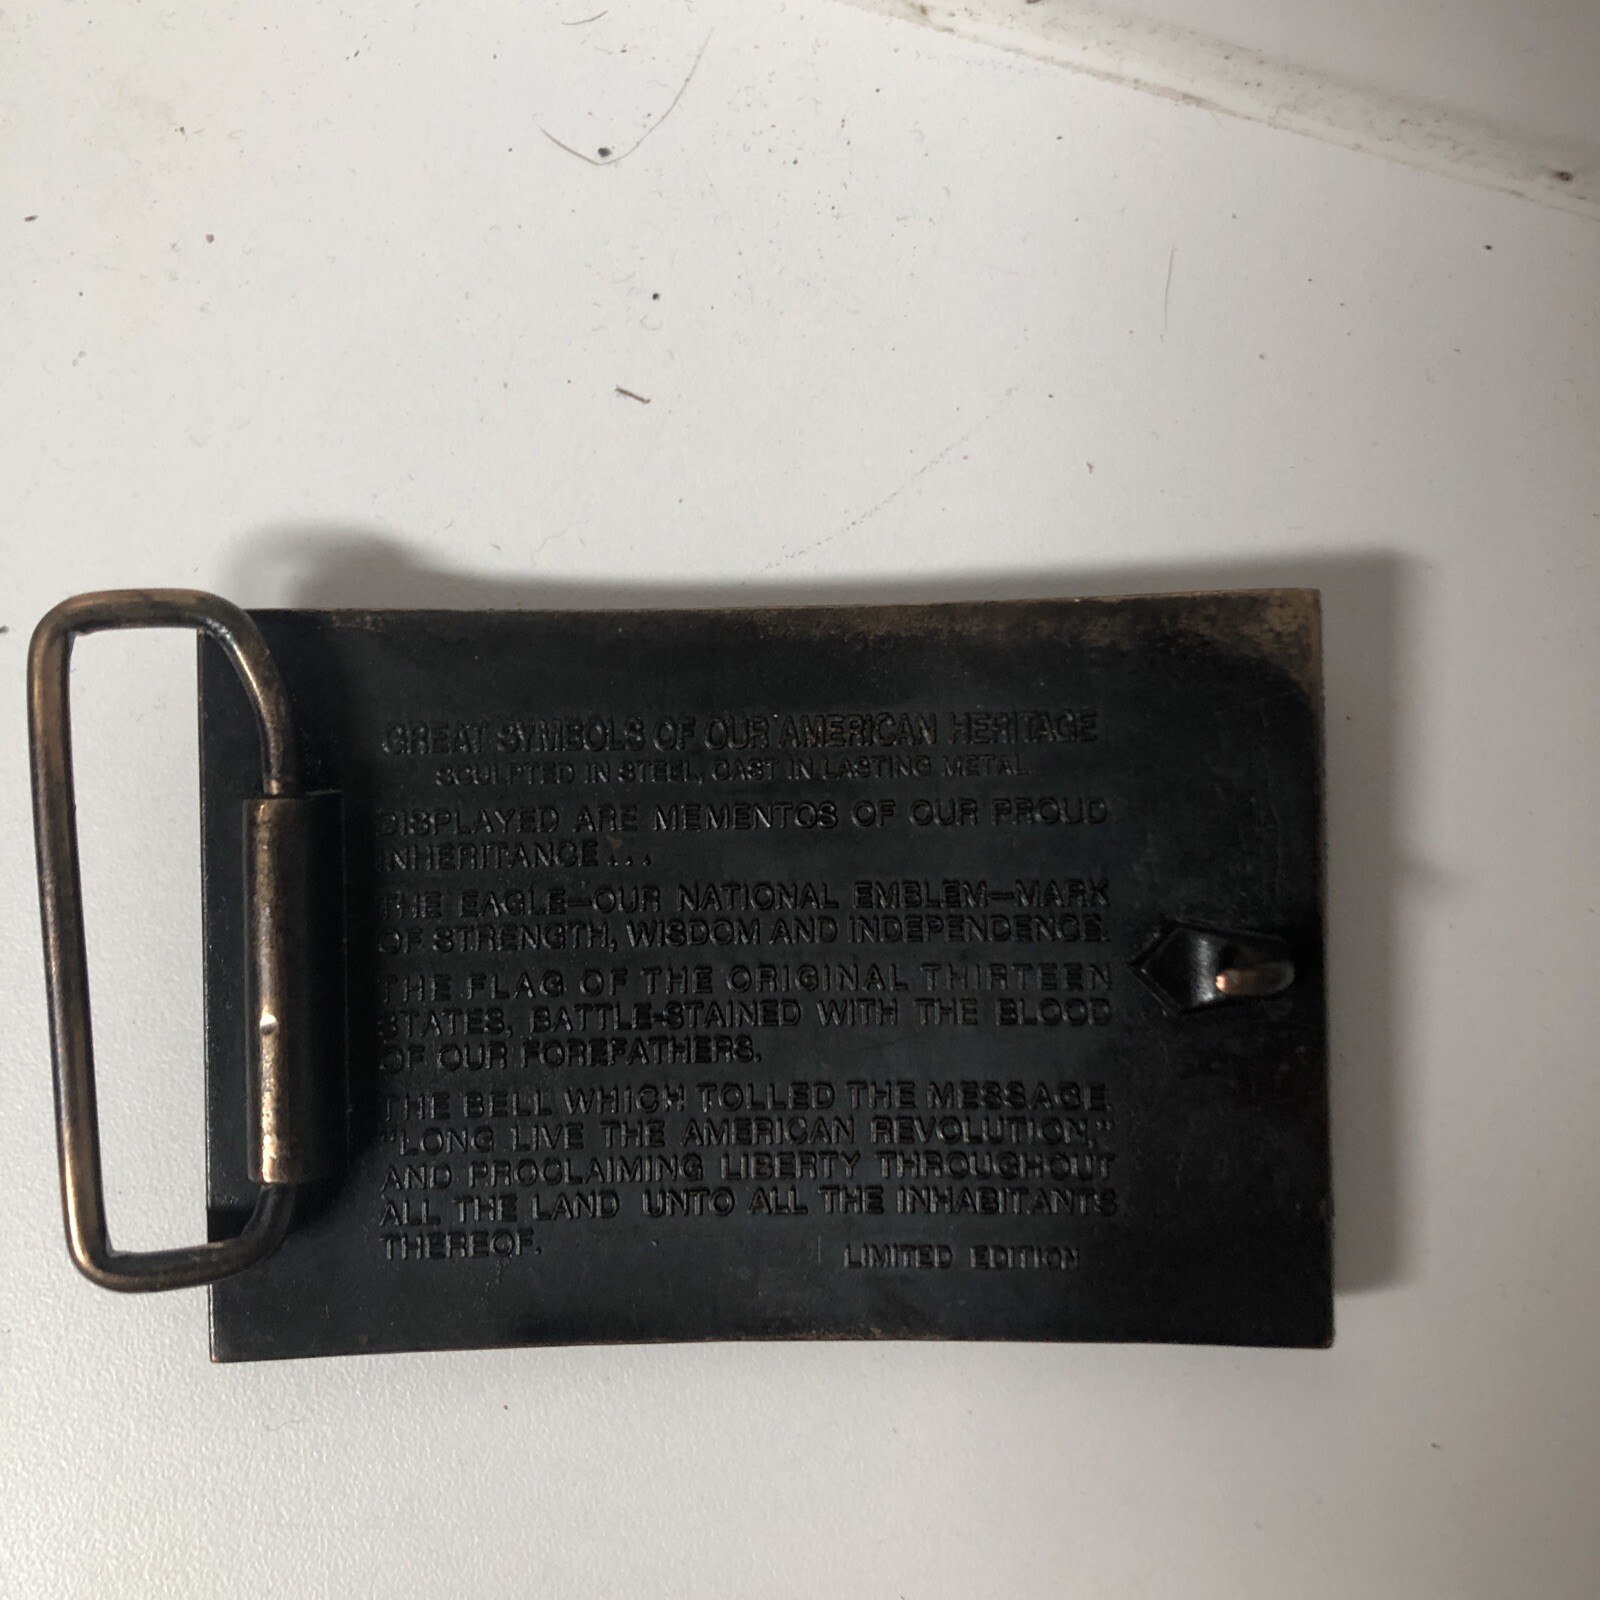 GREAT SYMBOLS OF OUR AMERICAN HERITAGE
SCULPTED IN STEEL, CAST IN LASTING METAL
DISPLAYED ARE MEMENTOS OF OUR PROUD
INHERITANCE...
THE EAGLE—OUR NATIONAL EMBLEM—MARK
OF STRENGTH, WISDOM AND INDEPENDENCE.
THE FLAG OF THE ORIGINAL THIRTEEN
STATES, BATTLE-STAINED WITH THE BLOOD
OF OUR FOREFATHERS.
THE BELL WHICH TOLLED THE MESSAGE,
"LONG LIVE THE AMERICAN REVOLUTION,"
AND PROCLAIMING LIBERTY THROUGHOUT
ALL THE LAND UNTO ALL THE INHABITANTS
THEREOF.
LIMITED EDITION